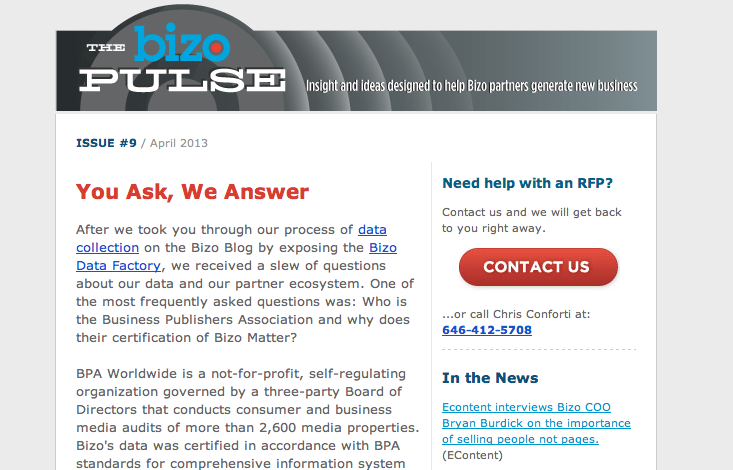 THE bizo
PULSE
Insight and ideas designed to help Bizo partners generate new business
ISSUE #9 / April 2013
You Ask, We Answer
After we took you through our process of data
collection on the Bizo Blog by exposing the Bizo
Data Factory, we received a slew of questions
about our data and our partner ecosystem. One of
the most frequently asked questions was: Who is
the Business Publishers Association and why does
their certification of Bizo Matter?
BPA Worldwide is a not-for-profit, self-regulating
organization governed by a three-party Board of
Directors that conducts consumer and business
media audits of more than 2,600 media properties.
Bizo's data was certified in accordance with BPA
standards for comprehensive information system
Need help with an RFP?
Contact us and we will get back
to you right away.
CONTACT US
...or call Chris Conforti at:
646-412-5708
In the News
Econtent interviews Bizo COO
Bryan Burdick on the importance
of selling people not pages.
(EContent)